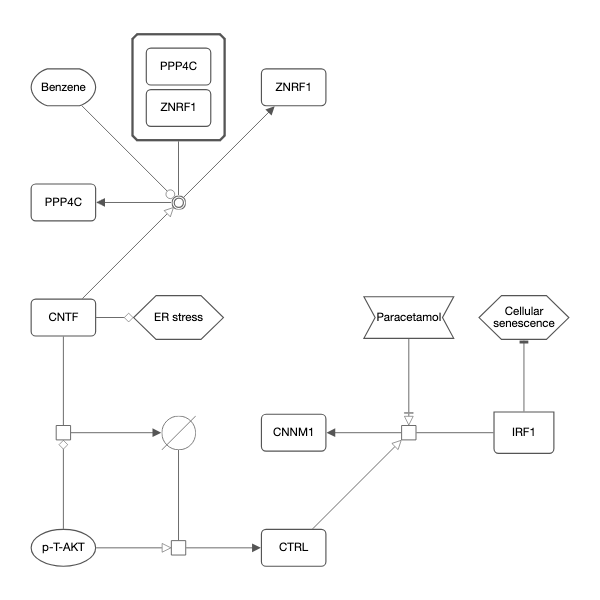 PPP4C
Benzene
ZNRF1
ZNRF1
PPP4C
CNTF
ER stress
Paracetamol
Cellular
senescence
CNNM1
IRF1
p-T-AKT
CTRL